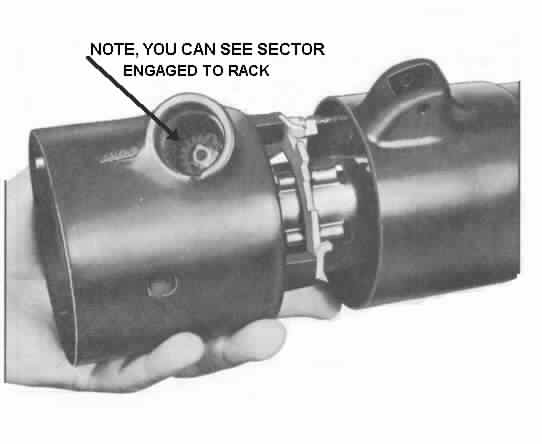 NOTE, YOU CAN SEE SECTOR
ENGAGED TO RACK